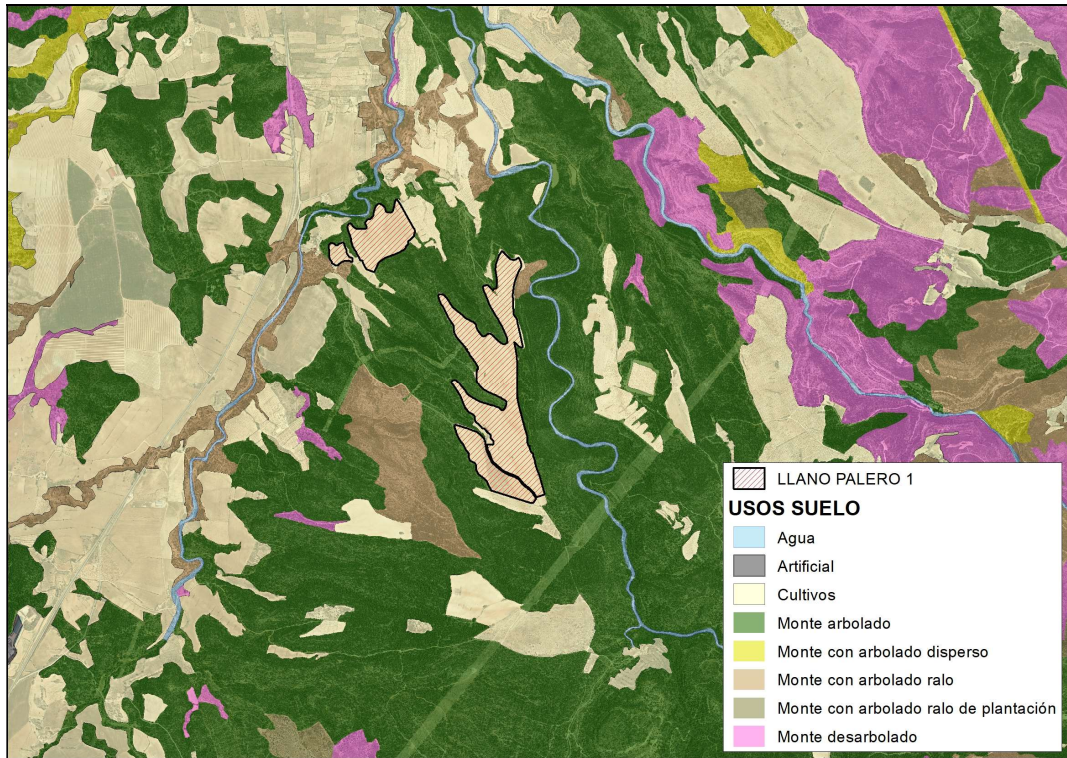 LLANO PALERO 1
USOS SUELO
Agua
Artificial
Cultivos
Monte arbolado
Monte con arbolado disperso
Monte con arbolado ralo
Monte con arbolado ralo de plantación
Monte desarbolado